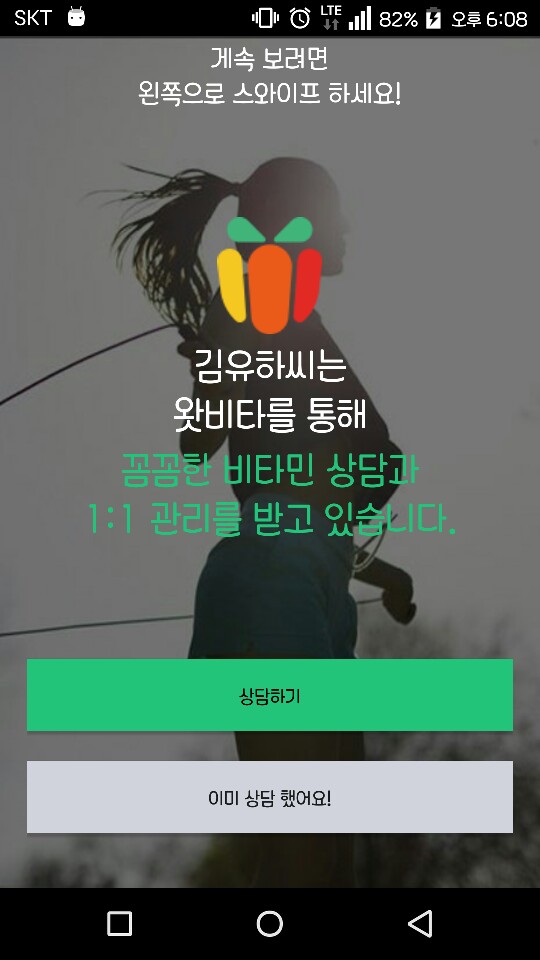 SKT LTE 82% 오후 6:08
게속 보려면
왼쪽으로 스와이프 하세요!
김유하씨는
왓비타를 통해
꼼꼼한 비타민 상담과
1:1 관리를 받고 있습니다.
상담하기
이미 상담 했어요!